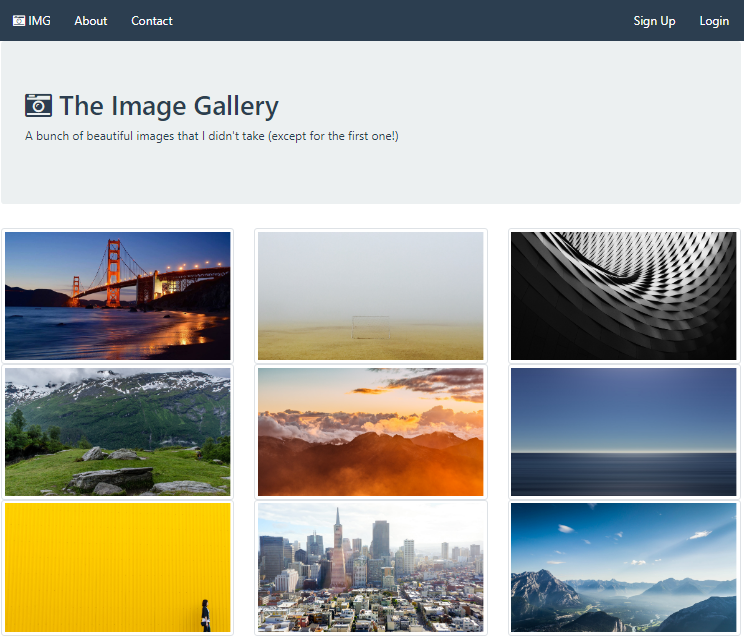 IMG About Contact Sign Up Login
The Image Gallery
A bunch of beautiful images that I didn't take (except for the first one!)